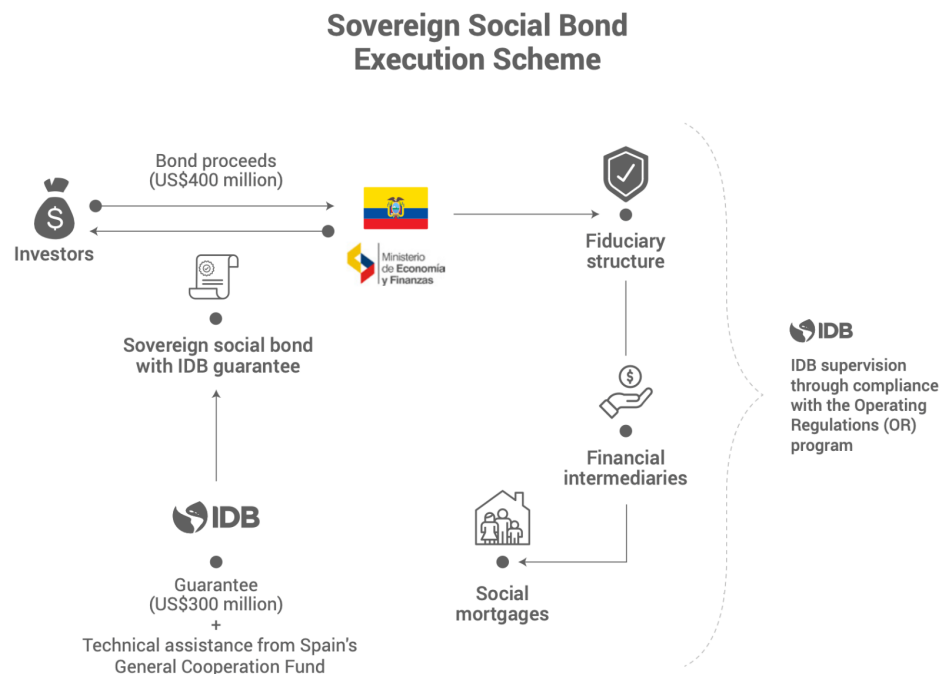 Sovereign Social Bond
Execution Scheme
Bond proceeds
(US$400 million)
$
Investors
Ministerio
de Economía
y Finanzas
Fiduciary
structure
Sovereign social bond
with IDB guarantee
$
Financial
intermediaries
IDB
IDB supervision
through compliance
with the Operating
Regulations (OR)
program
IDB
Guarantee
(US$300 million)
+
Technical assistance from Spain's
General Cooperation Fund
Social
mortgages